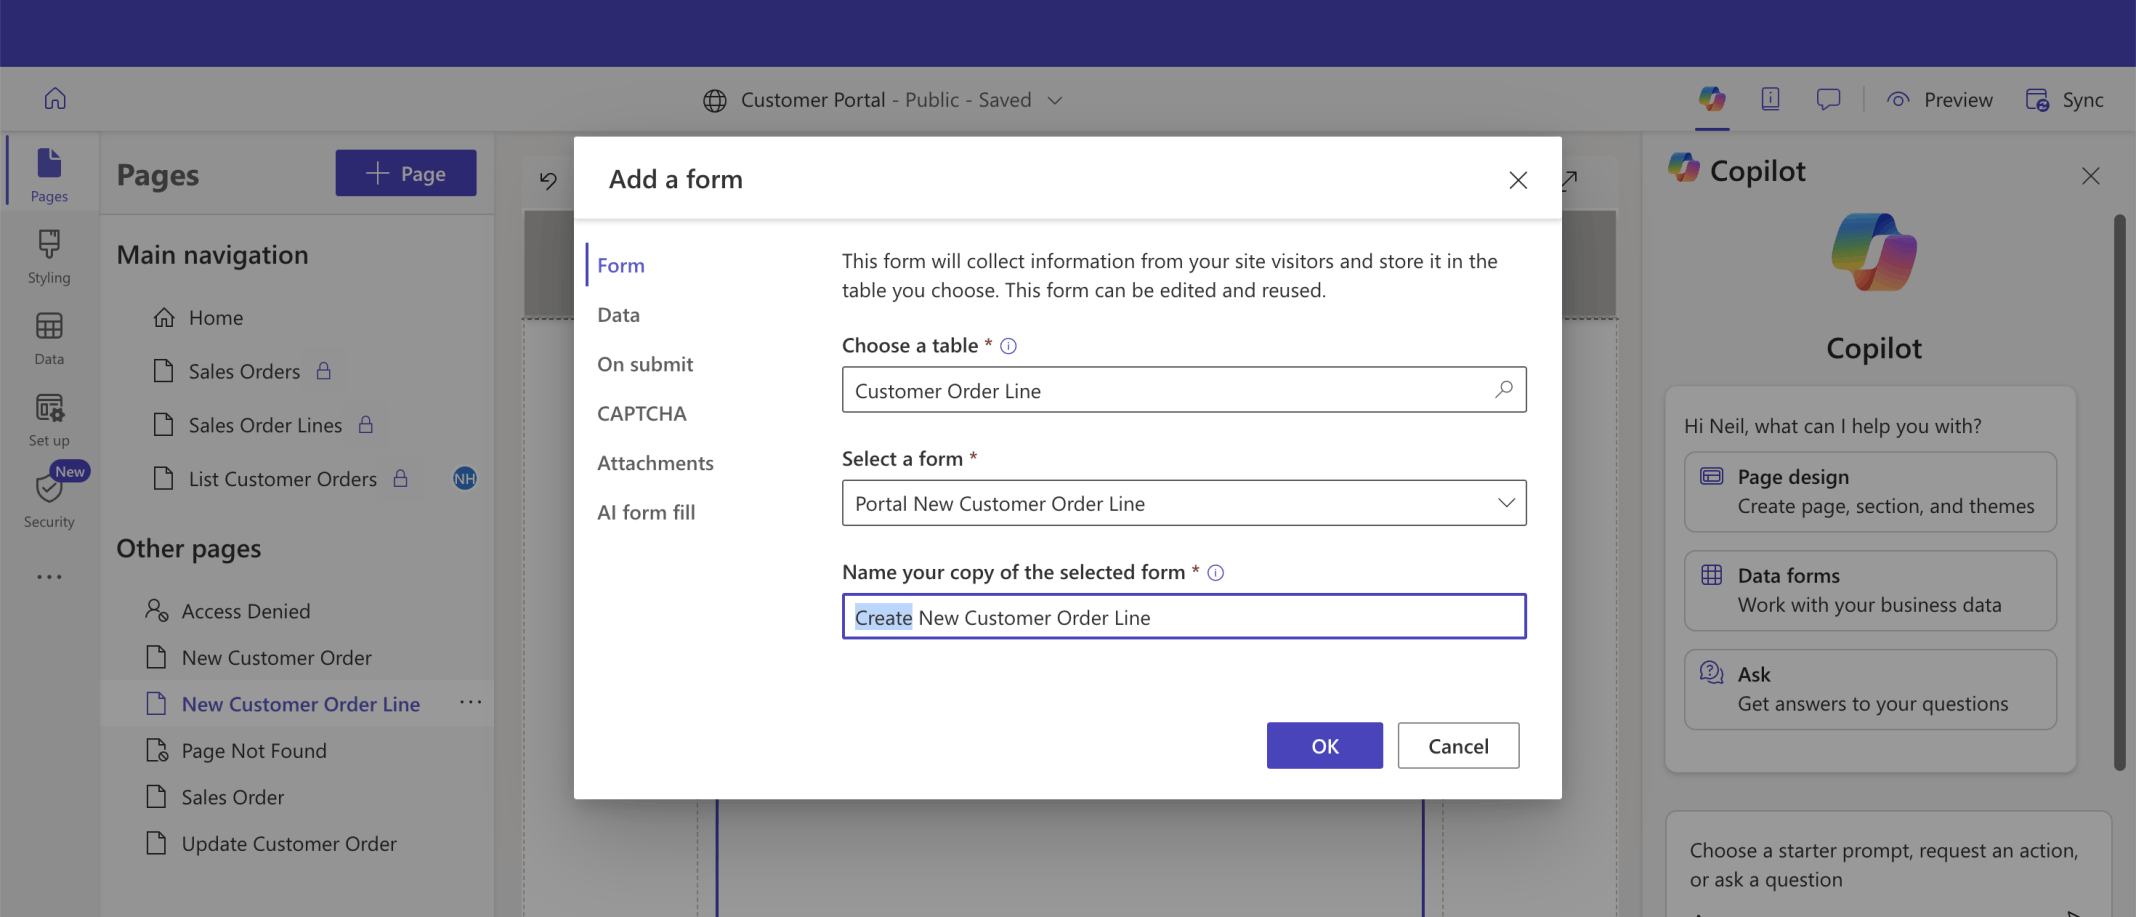 Customer Portal - Public - Saved
Preview
Sync
Pages
Styling
Data
Set up
New
Security
Pages
Page
Main navigation
Home
Sales Orders
Sales Order Lines
List Customer Orders
NH
Other pages
Access Denied
New Customer Order
New Customer Order Line
Page Not Found
Sales Order
Update Customer Order
Add a form
Form
Data
On submit
CAPTCHA
Attachments
AI form fill
This form will collect information from your site visitors and store it in the
table you choose. This form can be edited and reused.
Choose a table *
Customer Order Line
Select a form *
Portal New Customer Order Line
Name your copy of the selected form *
Create New Customer Order Line
OK
Cancel
Copilot
Copilot
Hi Neil, what can I help you with?
Page design
Create page, section, and themes
Data forms
Work with your business data
Ask
Get answers to your questions
Choose a starter prompt, request an action,
or ask a question